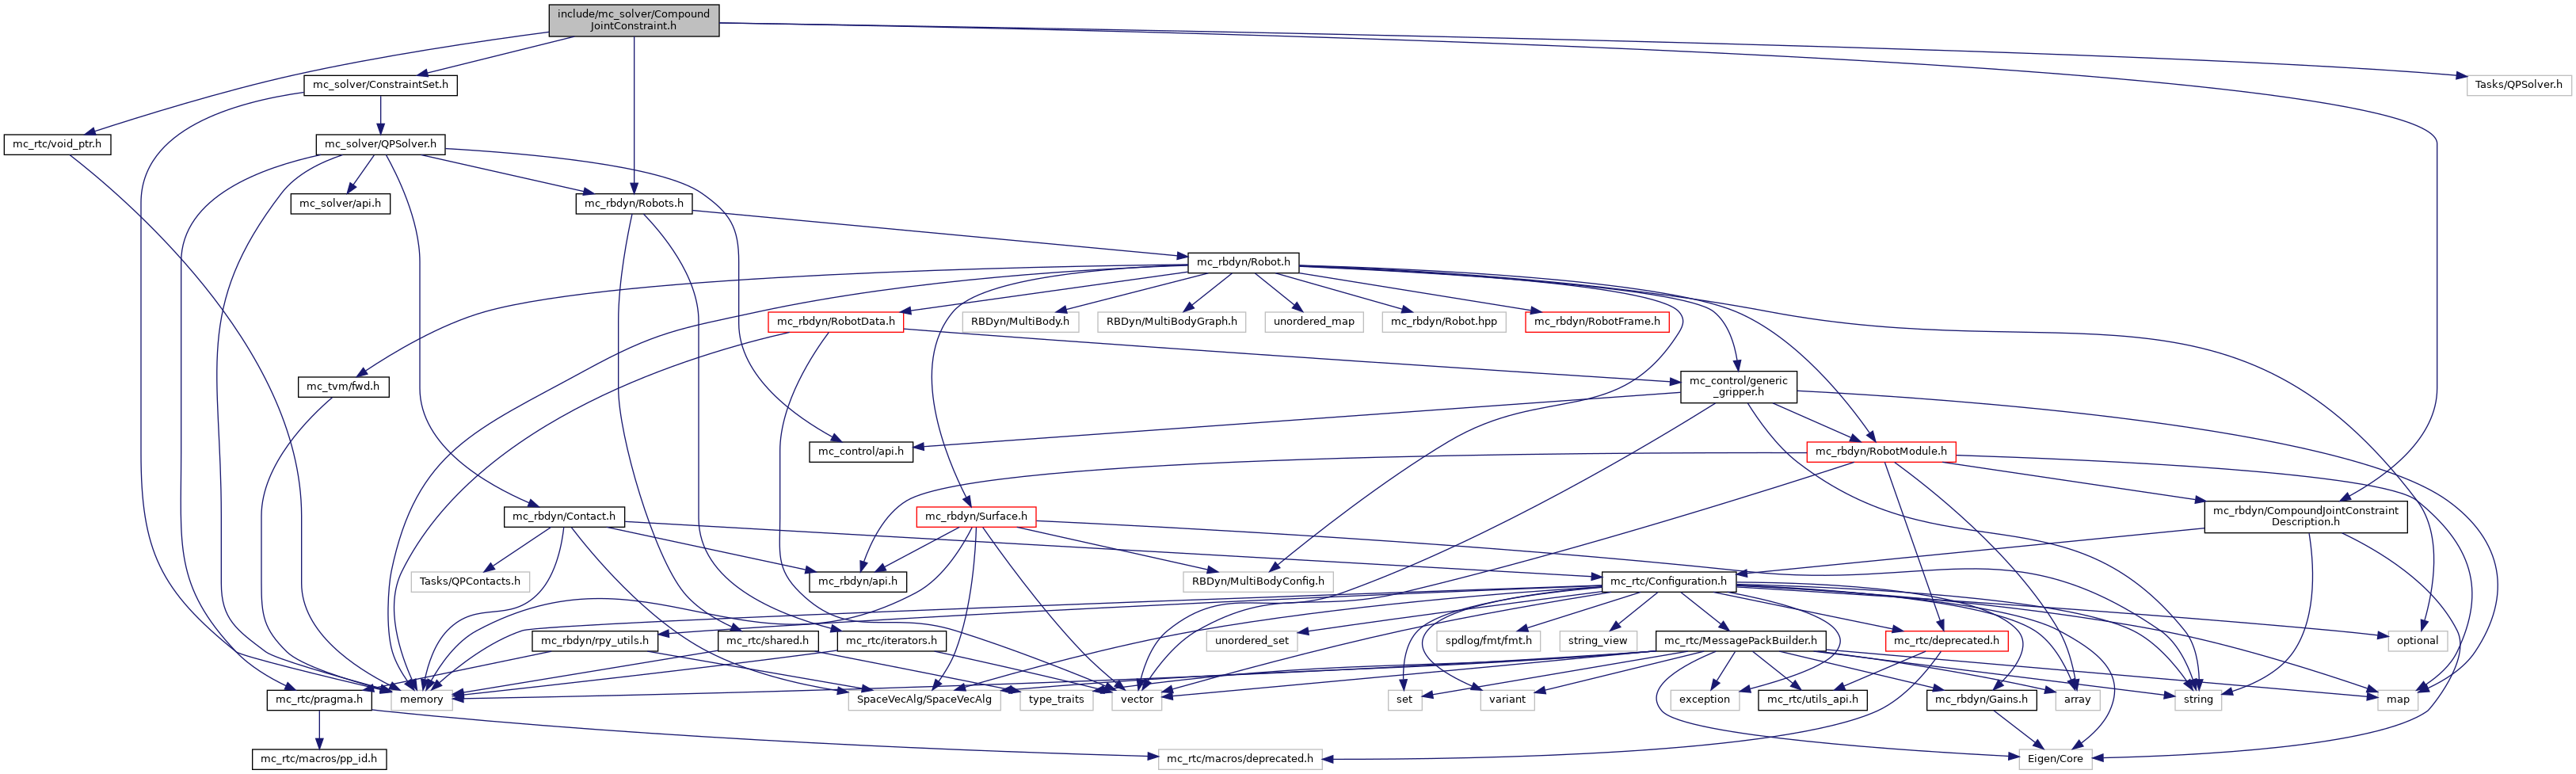 include/mc_solver/Compound
JointConstraint.h
mc_solver/ConstraintSet.h
Tasks/QPSolver.h
mc_rtc/void_ptr.h
mc_solver/QPSolver.h
mc_solver/api.h
mc_rbdyn/Robots.h
mc_rbdyn/Robot.h
mc_rbdyn/RobotData.h
RBDyn/MultiBody.h
RBDyn/MultiBodyGraph.h
unordered_map
mc_rbdyn/Robot.hpp
mc_rbdyn/RobotFrame.h
mc_tvm/fwd.h
mc_control/generic
_gripper.h
mc_control/api.h
mc_rbdyn/RobotModule.h
mc_rbdyn/Contact.h
mc_rbdyn/Surface.h
mc_rbdyn/CompoundJointConstraint
Description.h
Tasks/QPContacts.h
mc_rbdyn/api.h
RBDyn/MultiBodyConfig.h
mc_rtc/Configuration.h
mc_rbdyn/rpy_utils.h
mc_rtc/shared.h
mc_rtc/iterators.h
unordered_set
spdlog/fmt/fmt.h
string_view
mc_rtc/MessagePackBuilder.h
mc_rtc/deprecated.h
optional
mc_rtc/pragma.h
memory
SpaceVecAlg/SpaceVecAlg
type_traits
vector
set
variant
exception
mc_rtc/utils_api.h
mc_rbdyn/Gains.h
array
string
map
mc_rtc/macros/pp_id.h
mc_rtc/macros/deprecated.h
Eigen/Core